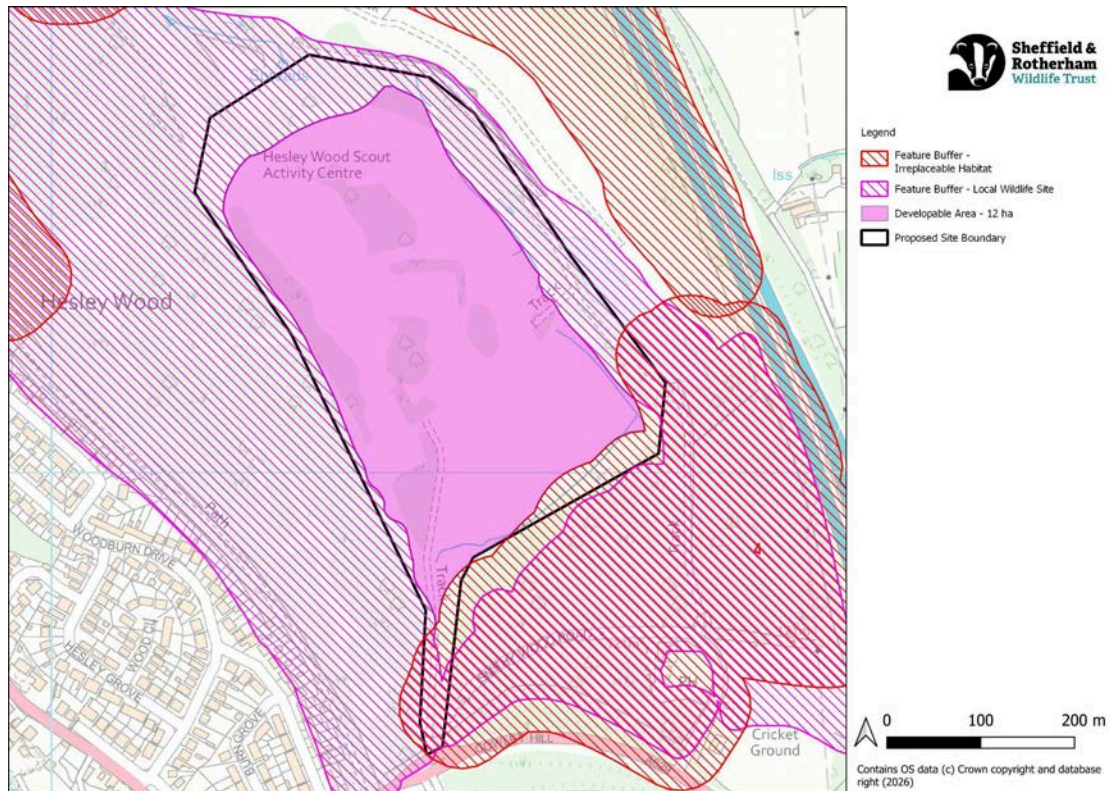 Sheffield &
Rotherham
Wildlife Trust
Legend
Feature Buffer -
Irreplaceable Habitat
Feature Buffer - Local Wildlife Site
Developable Area - 12 ha
Proposed Site Boundary
Hesley Wood Scout
Activity Centre
Iss
Hesley Wood
Track
Path
WOODBURN DRIVE
Track
4
WOOD
HESLEY GROVE
BURN GROVE
PH
Cricket
Ground
0 100 200 m
Contains OS data (c) Crown copyright and database
right (2026)